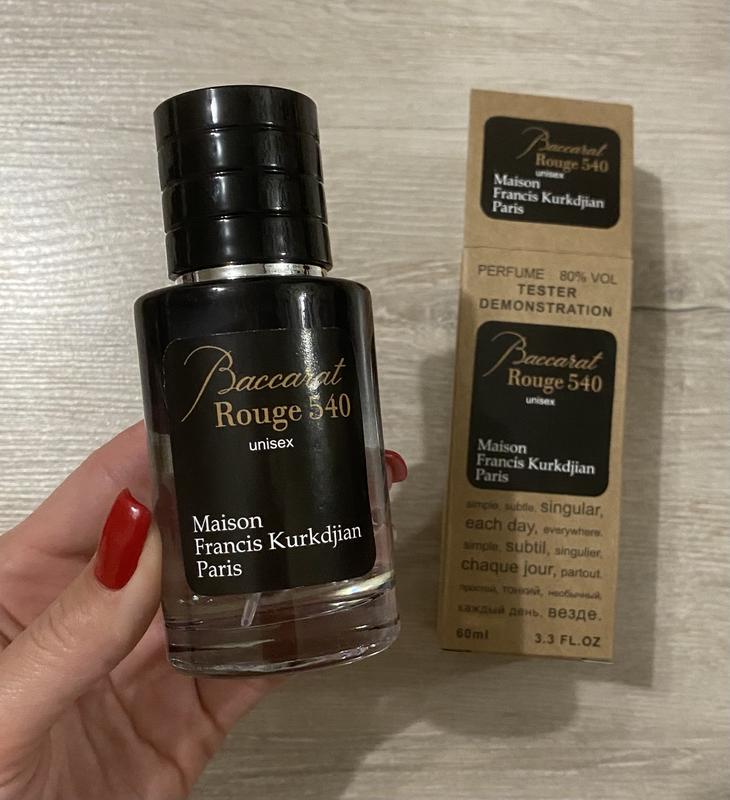 Baccarat
Rouge 540
unisex
Maison
Francis Kurkdjian
Paris
Baccarat
Rouge 540
unisex
Maison
Francis Kurkdjian
Paris
PERFUME 80% VOL
TESTER
DEMONSTRATION
Baccarat
Rouge 540
unisex
Maison
Francis Kurkdjian
Paris
simple, subtle, singular,
each day, everywhere.
simple, subtil, singulier,
chaque jour, partout.
простой, тонкий, необычный,
каждый день. везде.
60ml 3.3 FL.OZ